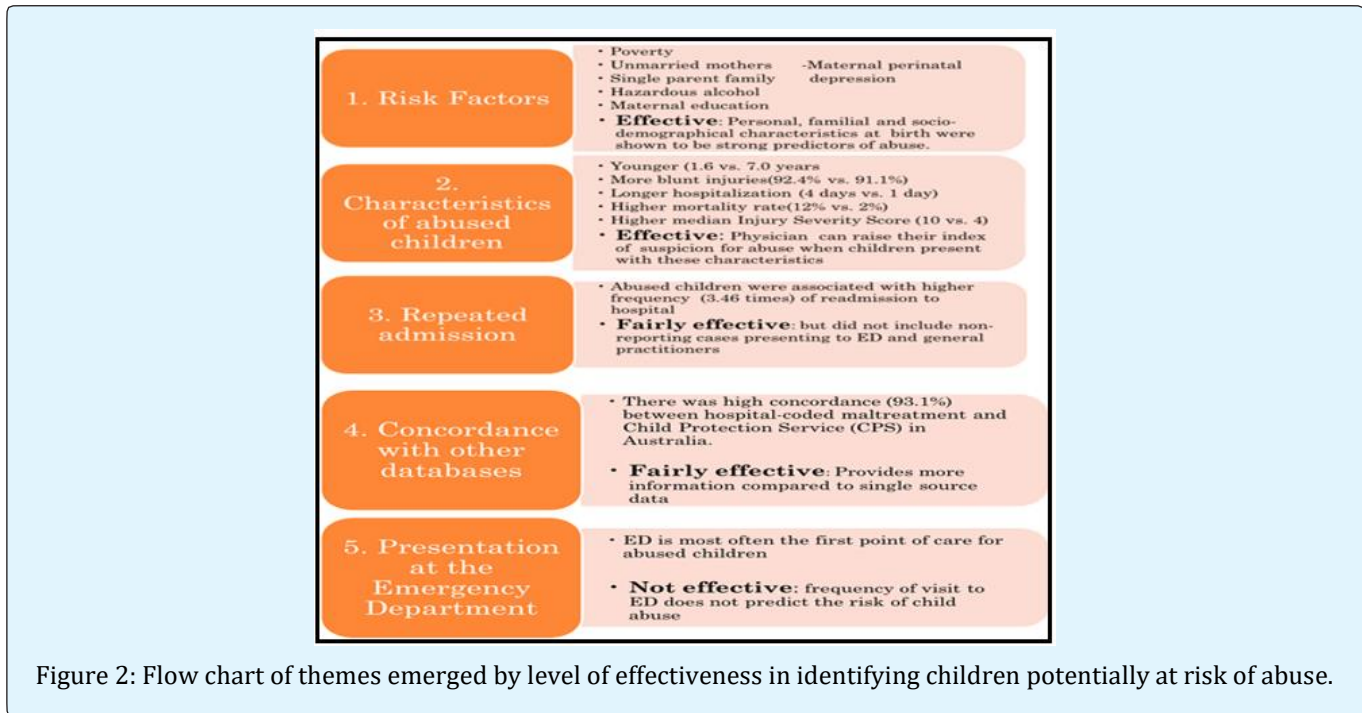 1. Risk Factors
• Poverty
• Unmarried mothers -Maternal perinatal
• Single parent family depression
• Hazardous alcohol
• Maternal education
• Effective: Personal, familial and socio-
demographical characteristics at birth were
shown to be strong predictors of abuse.
2.
Characteristics
of abused
children
• Younger (1.6 vs. 7.0 years
• More blunt injuries(92.4% vs. 91.1%)
• Longer hospitalization (4 days vs. 1 day)
• Higher mortality rate(12% vs. 2%)
• Higher median Injury Severity Score (10 vs. 4)
• Effective: Physician can raise their index
of suspicion for abuse when children present
with these characteristics
3. Repeated
admission
• Abused children were associated with higher
frequency (3.46 times) of readmission to
hospital
• Fairly effective: but did not include non-
reporting cases presenting to ED and general
practitioners
4. Concordance
with other
databases
• There was high concordance (93.1%)
between hospital-coded maltreatment and
Child Protection Service (CPS) in
Australia.
• Fairly effective: Provides more
information compared to single source
data
5. Presentation
at the
Emergency
Department
• ED is most often the first point of care for
abused children
• Not effective: frequency of visit to
ED does not predict the risk of child
abuse
Figure 2: Flow chart of themes emerged by level of effectiveness in identifying children potentially at risk of abuse.